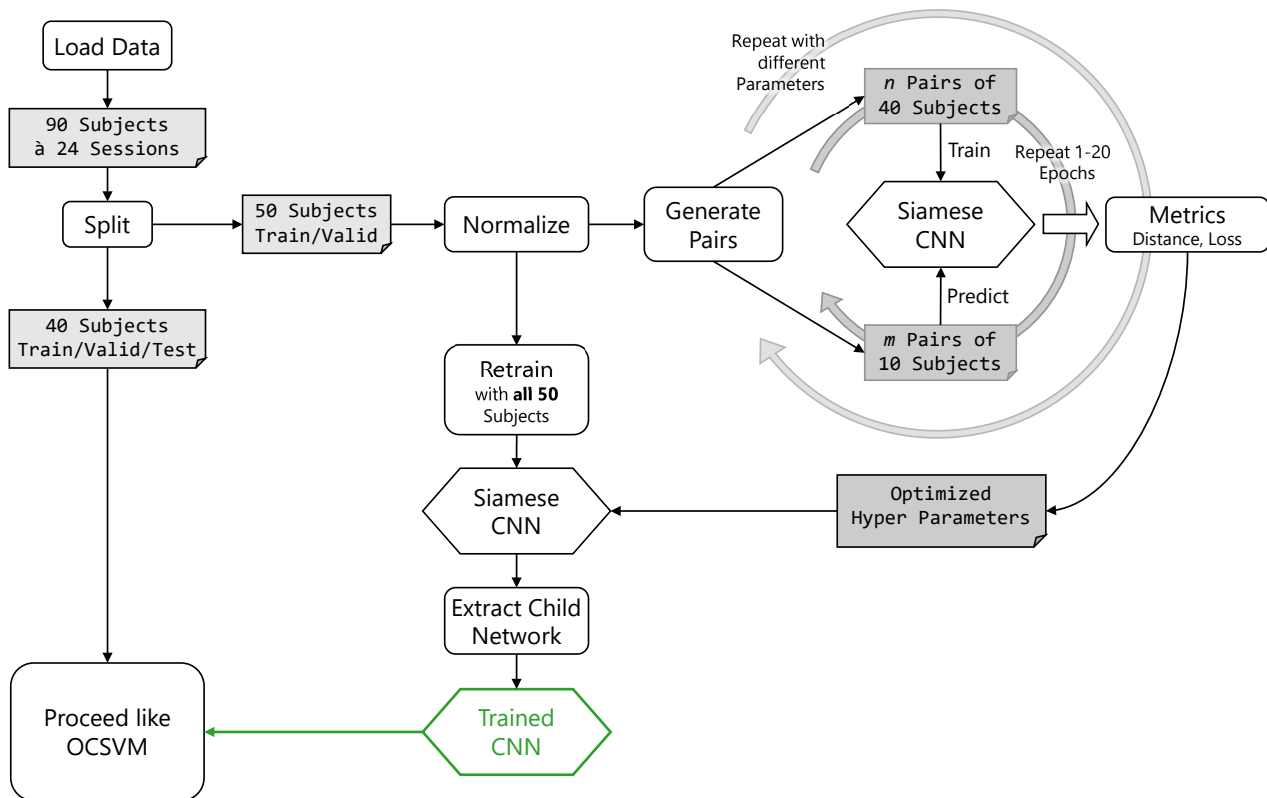 Load Data
90 Subjects
à 24 Sessions
Split
50 Subjects
Train/Valid
Normalize
Generate
Pairs
Repeat with
different
Parameters
n Pairs of
40 Subjects
Train
Repeat 1-20
Epochs
Siamese
CNN
Metrics
Distance, Loss
Predict
m Pairs of
10 Subjects
40 Subjects
Train/Valid/Test
Retrain
with all 50
Subjects
Siamese
CNN
Optimized
Hyper Parameters
Extract Child
Network
Trained
CNN
Proceed like
OCSVM